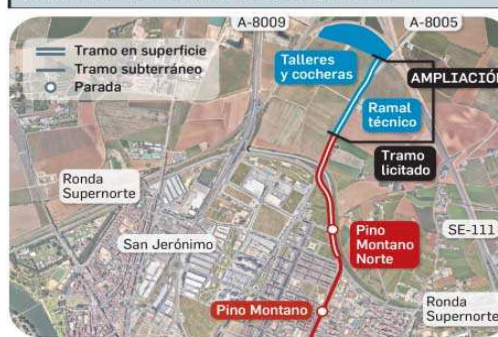 A-8009
A-8005
Tramo en superficie
Tramo subterráneo
Parada
Talleres
y cocheras
AMPLIACIÓN
Ramal
técnico
Tramo
licitado
Ronda
Supernorte
San Jerónimo
Pino
Montano
Norte
SE-111
Pino Montano
Ronda
Supernorte